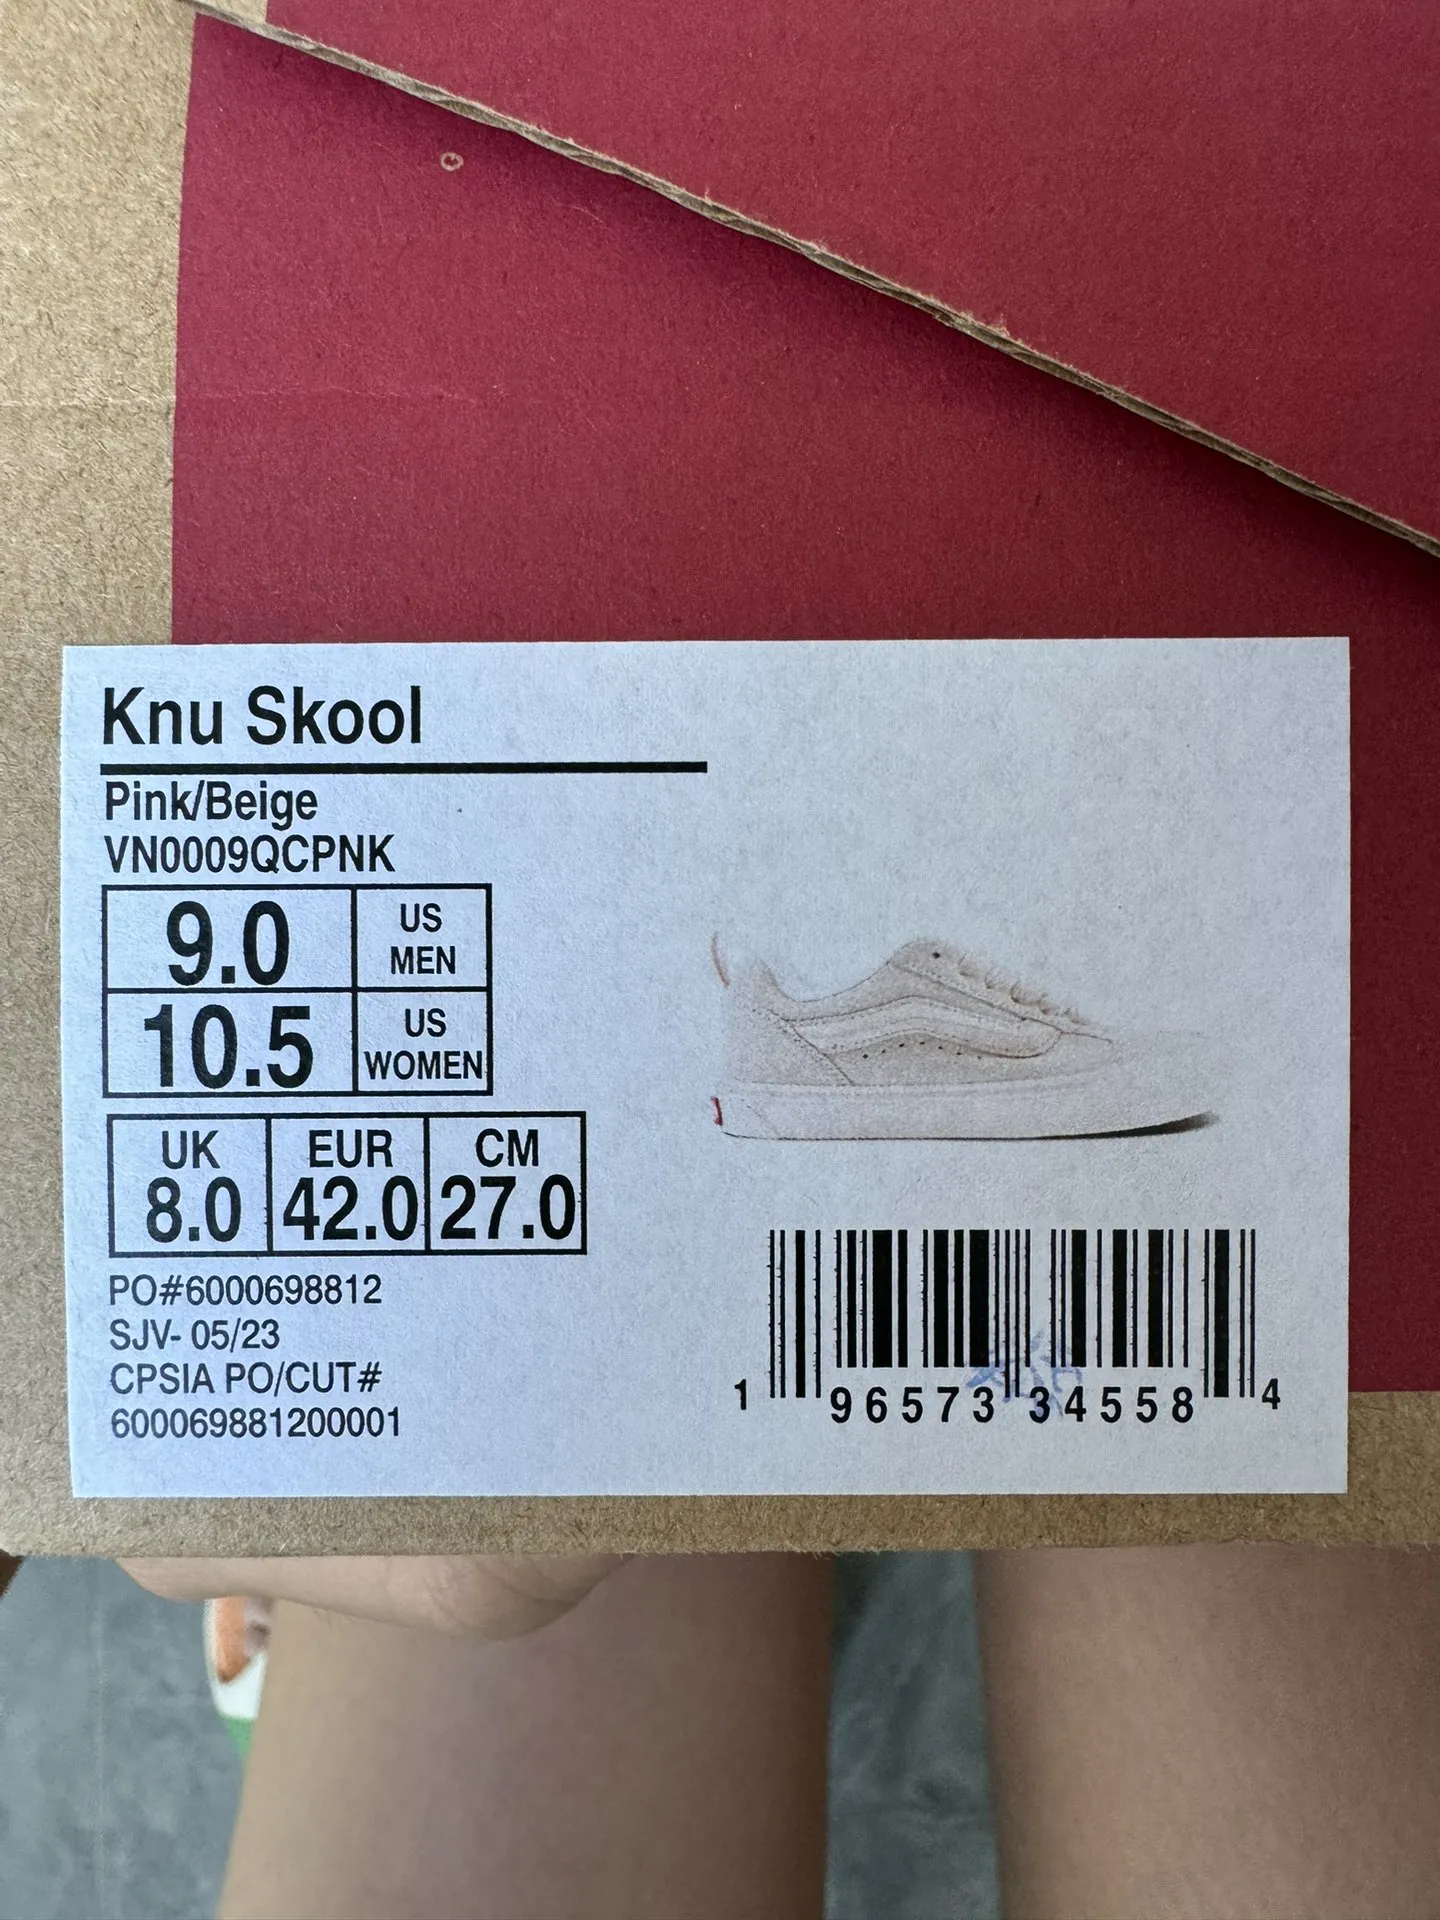 Knu Skool
Pink/Beige
VN0009QCPNK
9.0 US MEN
10.5 US WOMEN
UK EUR CM
8.0 42.0 27.0
PO#6000698812
SJV- 05/23
CPSIA PO/CUT#
600069881200001
1 96573 34558 4